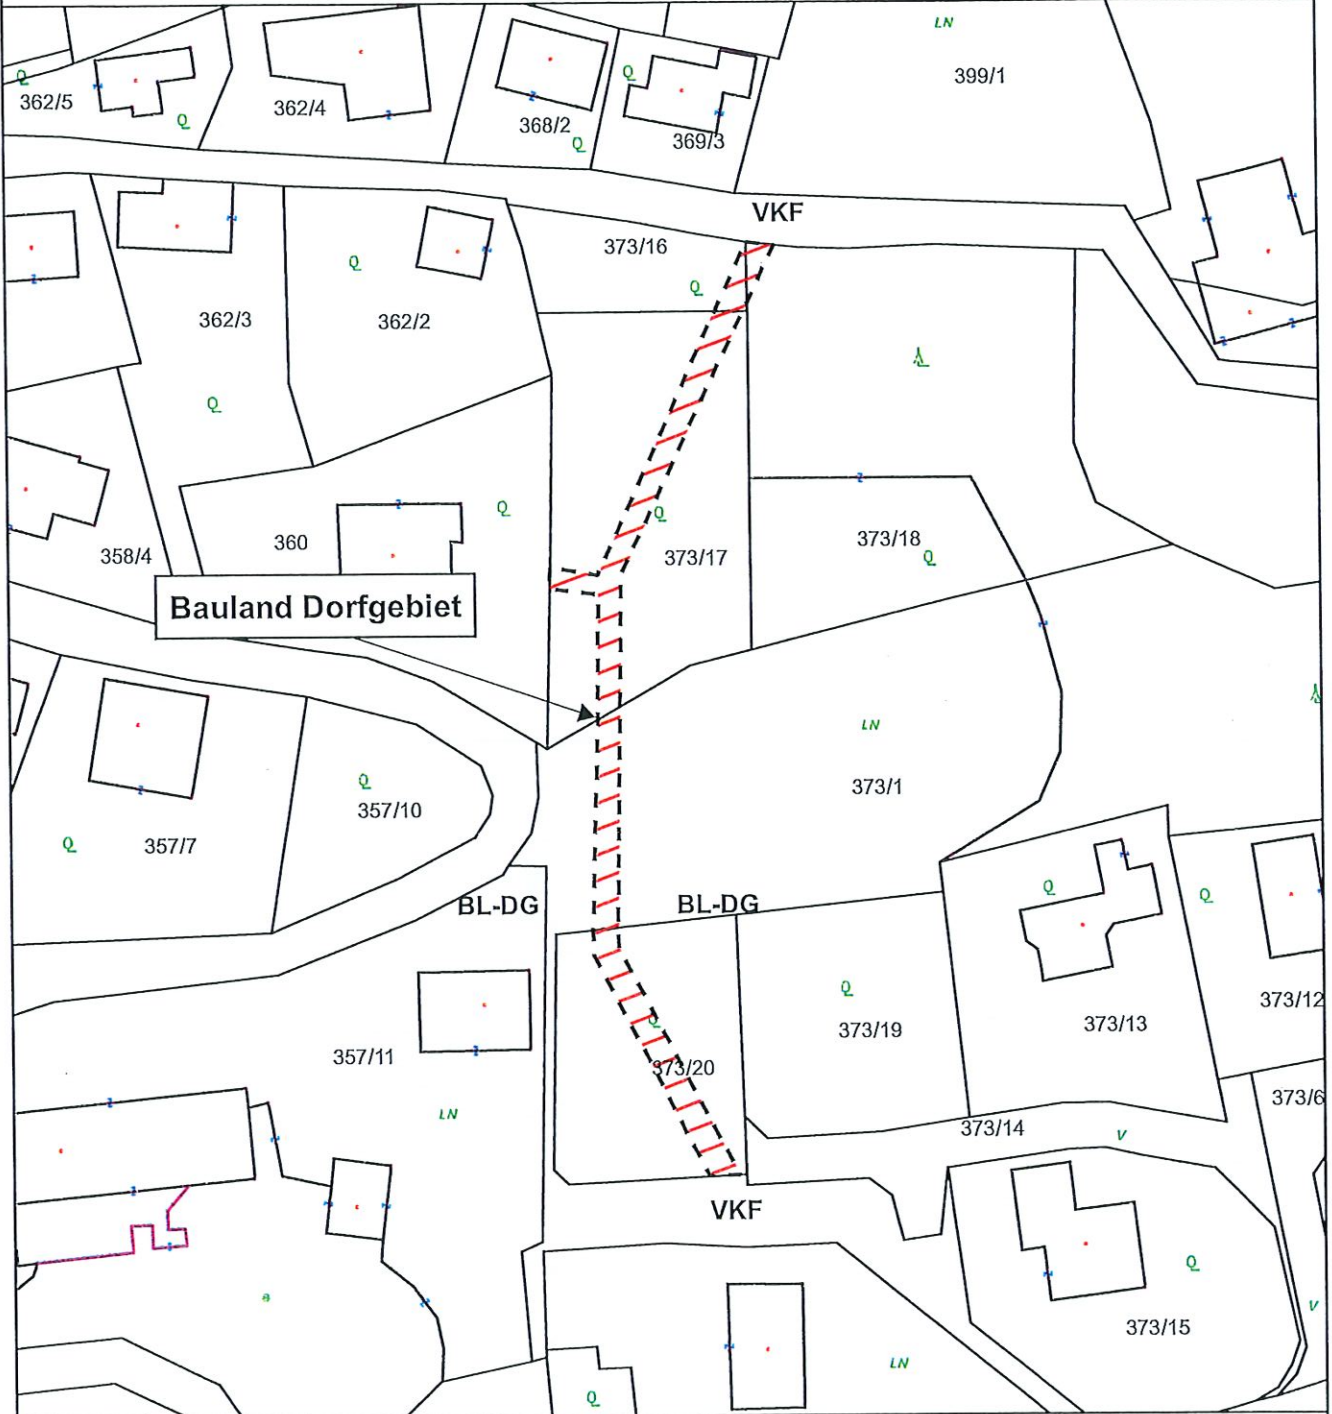 LN
399/1
Q
362/5
Q
362/4
368/2
Q
Q
369/3
VKF
373/16
Q
Q
362/3
362/2
Q
Q
Q
358/4
360
373/17
373/18
Q
Bauland Dorfgebiet
LN
373/1
Q
357/10
Q
357/7
BL-DG
BL-DG
Q
Q
373/12
Q
373/19
373/13
Q
373/20
357/11
LN
373/14
V
373/6
VKF
Q
373/15
V
LN
Q